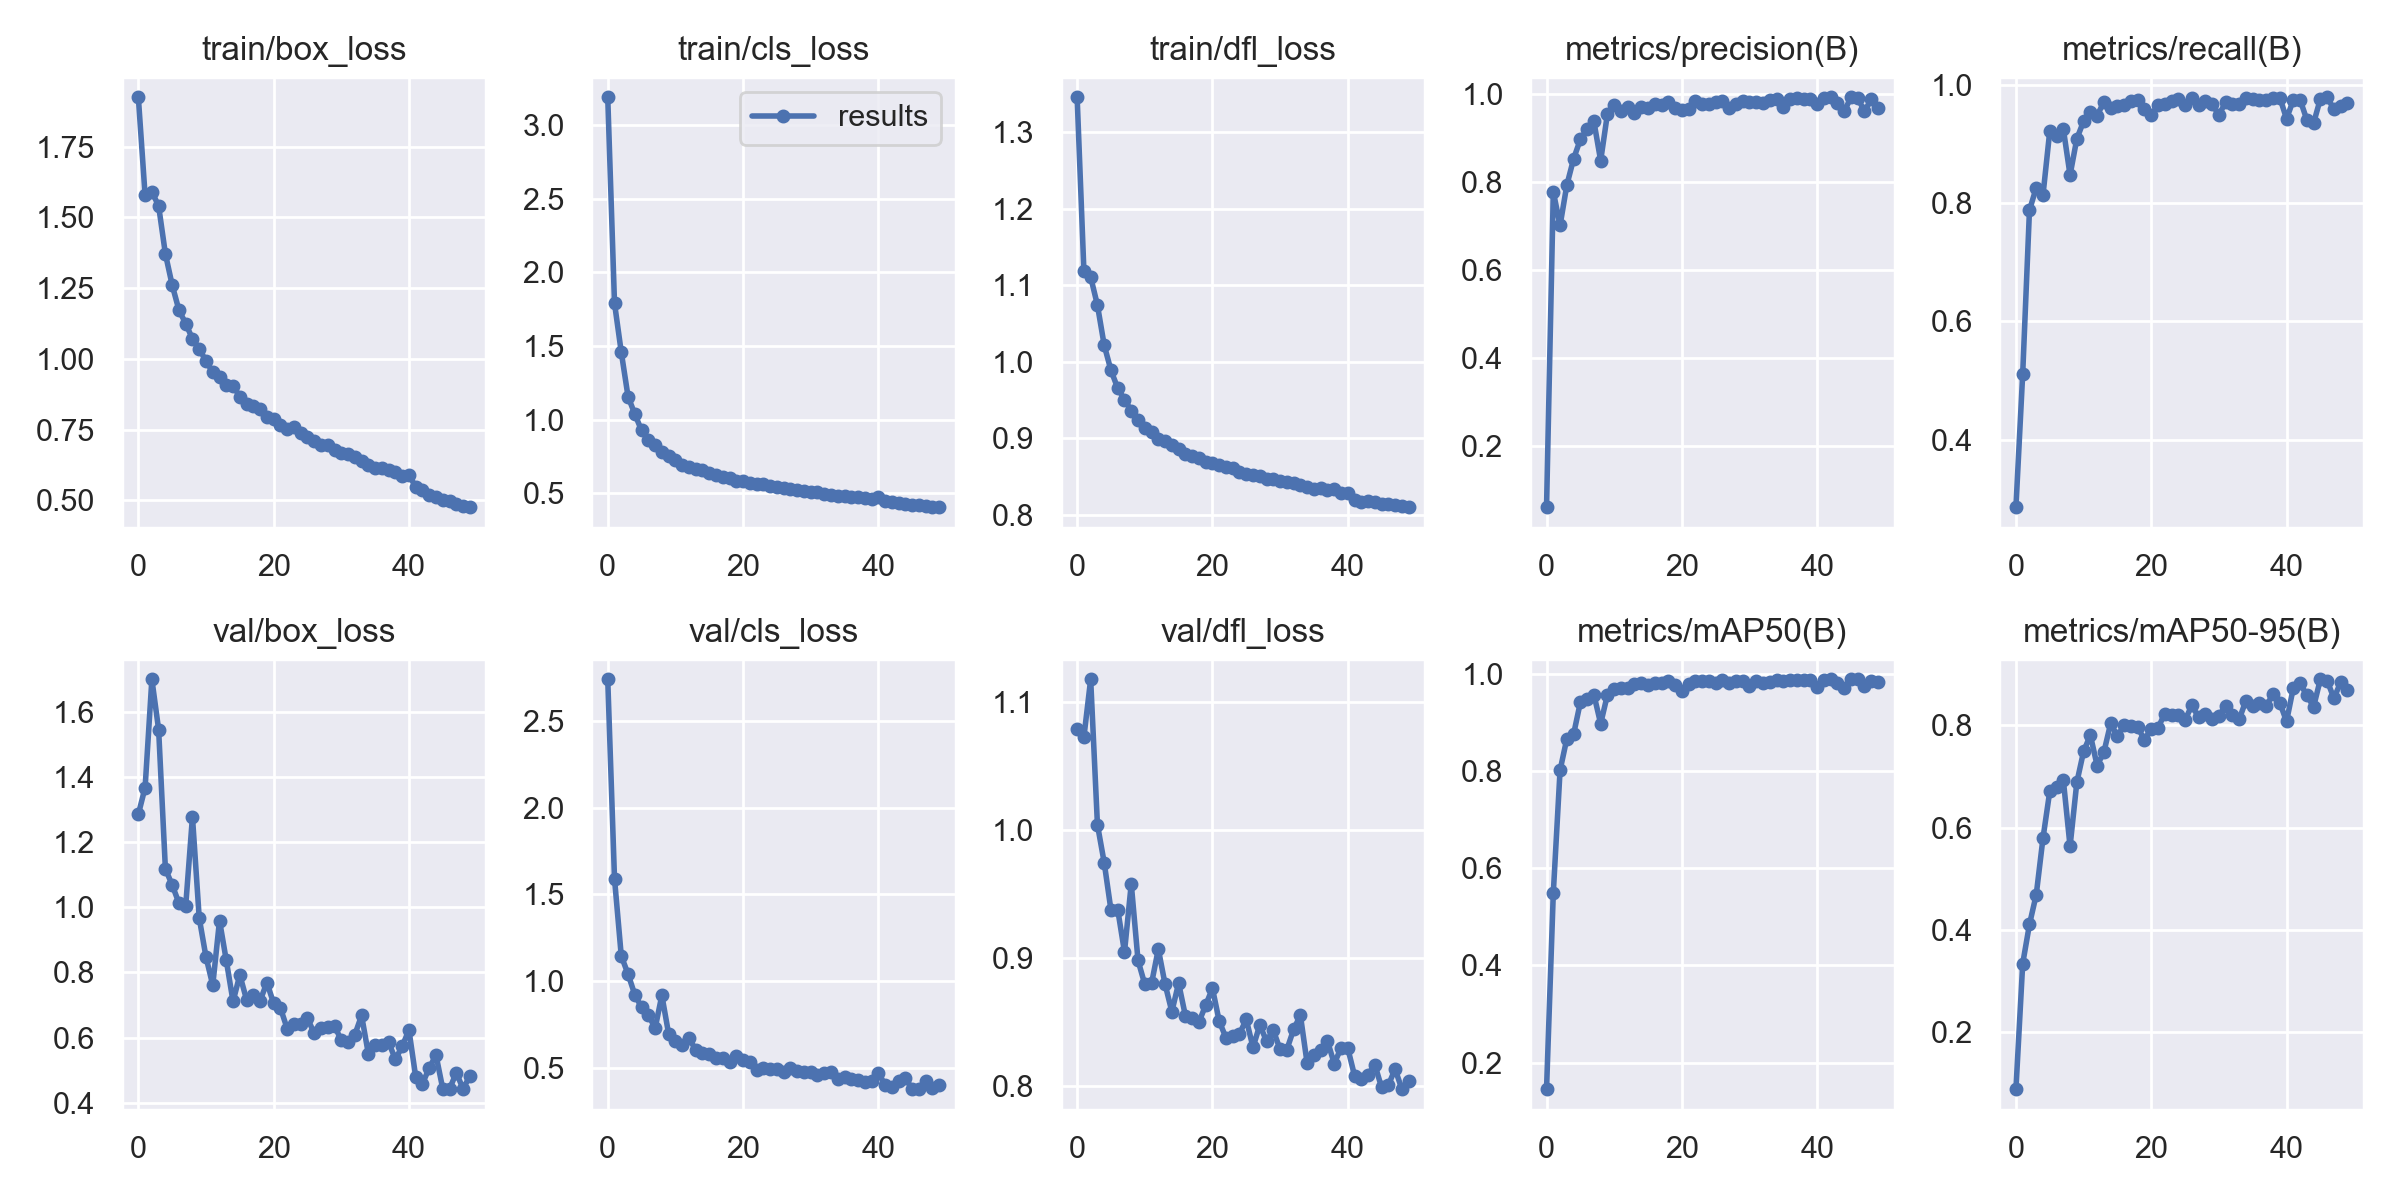 train/box_loss
1.75
1.50
1.25
1.00
0.75
0.50
0 20 40
train/cls_loss
results
3.0
2.5
2.0
1.5
1.0
0.5
0 20 40
train/dfl_loss
1.3
1.2
1.1
1.0
0.9
0.8
0 20 40
metrics/precision(B)
1.0
0.8
0.6
0.4
0.2
0 20 40
metrics/recall(B)
1.0
0.8
0.6
0.4
0 20 40
val/box_loss
1.6
1.4
1.2
1.0
0.8
0.6
0.4
0 20 40
val/cls_loss
2.5
2.0
1.5
1.0
0.5
0 20 40
val/dfl_loss
1.1
1.0
0.9
0.8
0 20 40
metrics/mAP50(B)
1.0
0.8
0.6
0.4
0.2
0 20 40
metrics/mAP50-95(B)
0.8
0.6
0.4
0.2
0 20 40